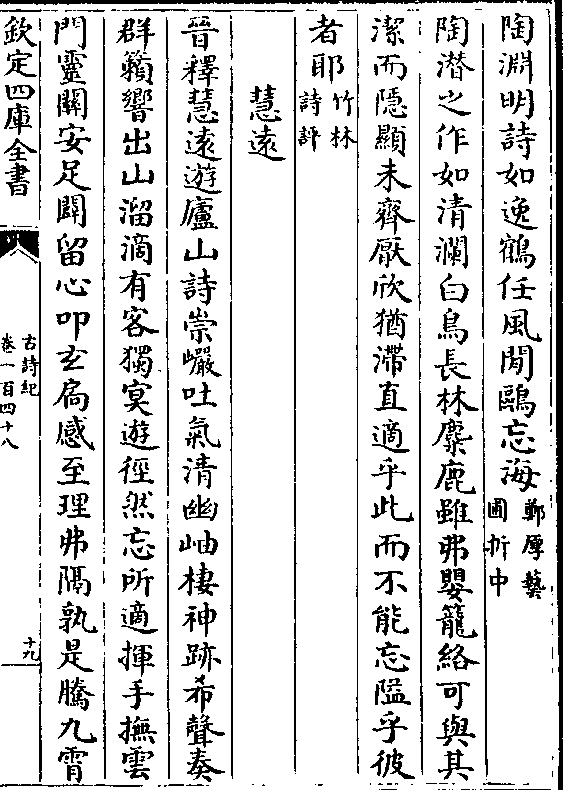 陶淵明詩如逸鶴任風閒鷗忘海鄭厚藝圃折中
陶潛之作如清瀾白鳥長林麋鹿雖弗嬰籠絡可與其
潔而隱顯未齊厭欣猶滯直適乎此而不能忘隘乎彼
者耶竹林詩評
慧遠
晉釋慧遠遊廬山詩崇巖吐氣清幽岫棲神跡希聲奏
群籟響出山溜滴有客獨冥遊徑然忘所適揮手撫雲
門靈關安足闢留心叩玄扃感至理弗隔孰是騰九霄
欽定四庫全書
古詩紀
卷一百四十八
十九